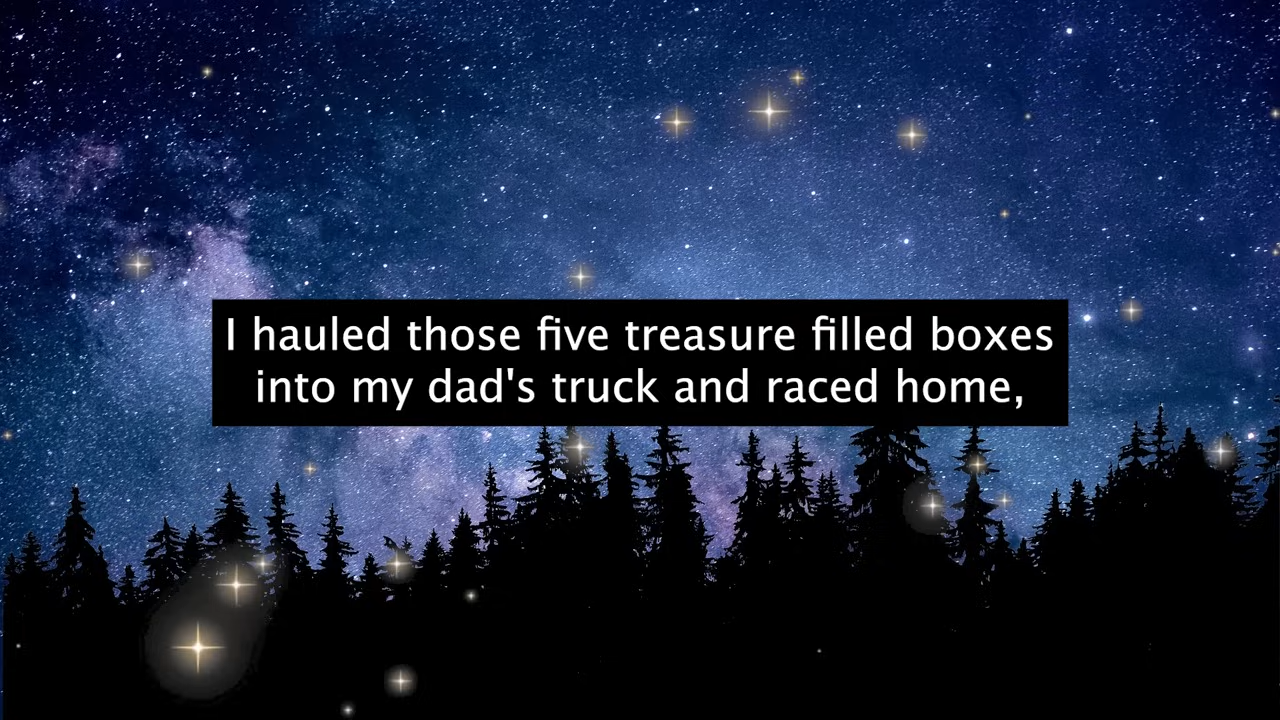 I hauled those five treasure filled boxes
into my dad's truck and raced home,